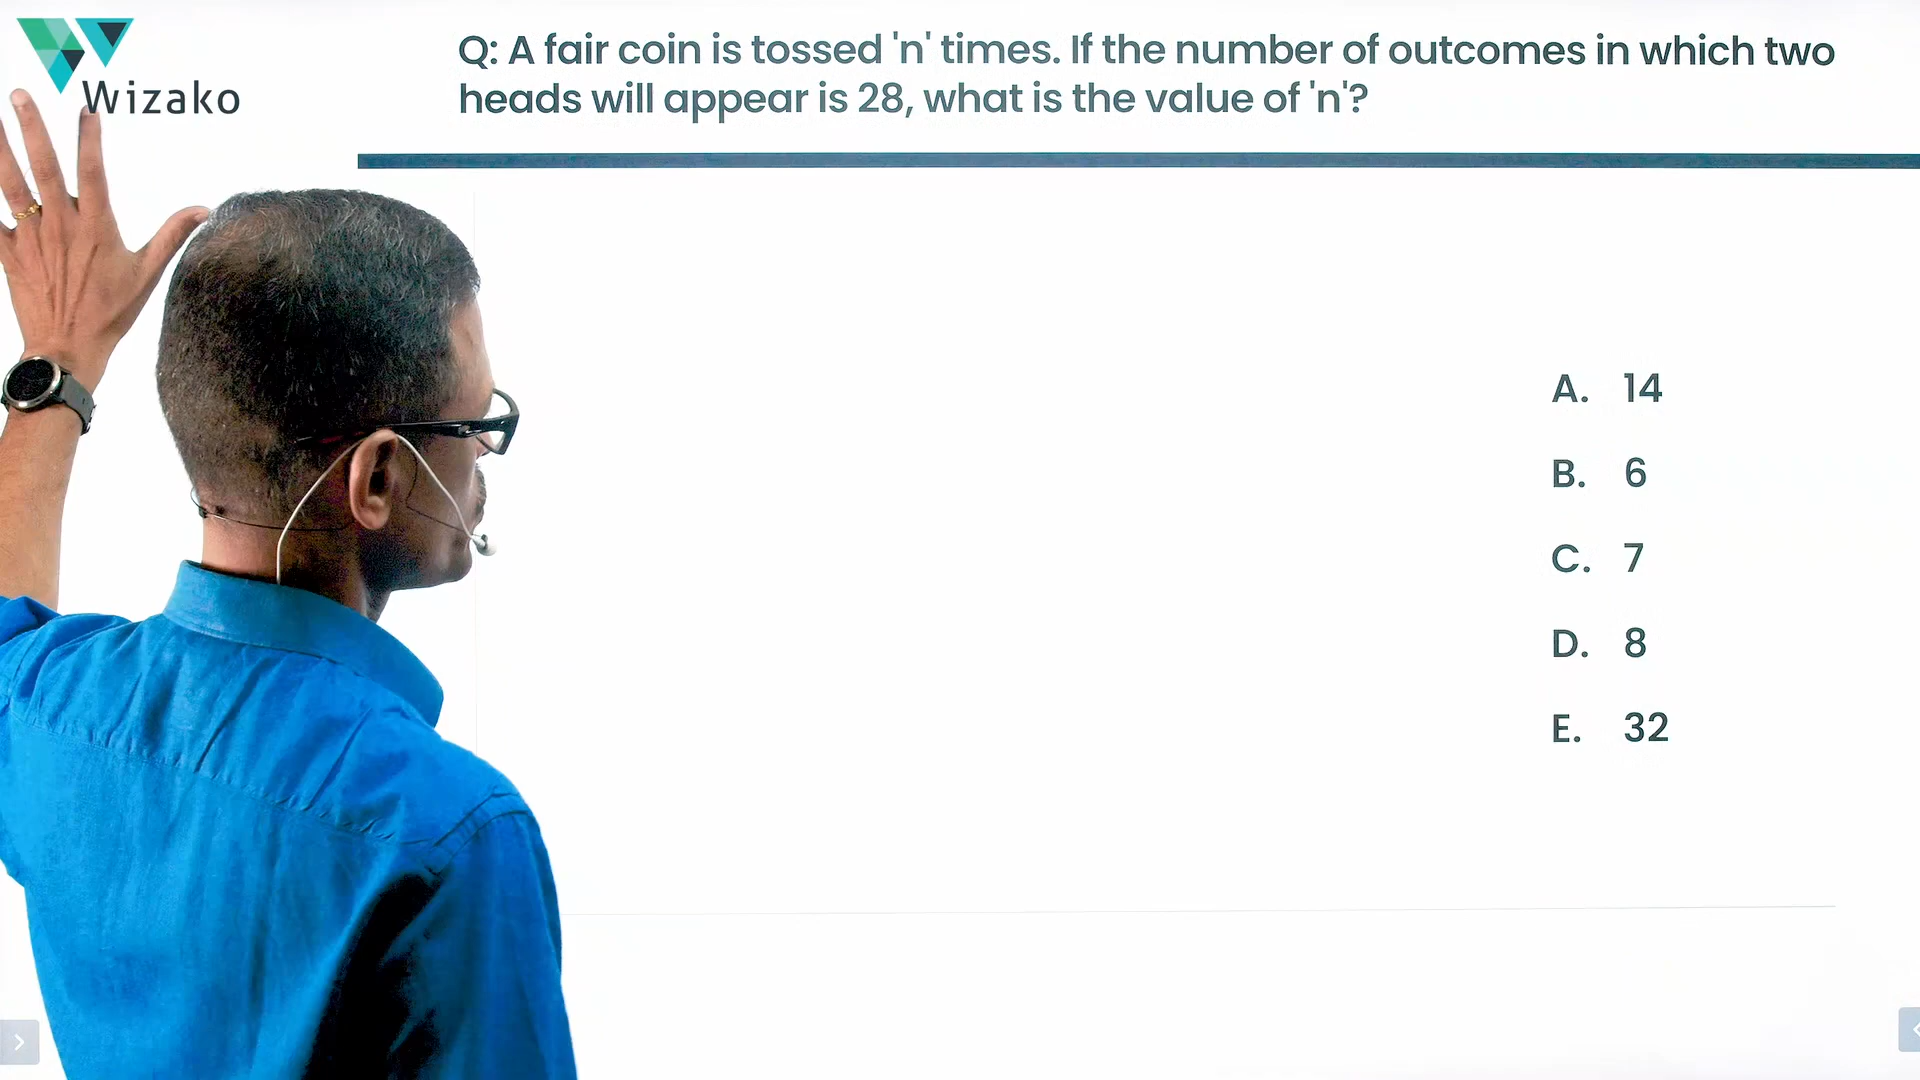 Wizako
Q: A fair coin is tossed 'n' times. If the number of outcomes in which two
heads will appear is 28, what is the value of 'n'?
A. 14
B. 6
C. 7
D. 8
E. 32